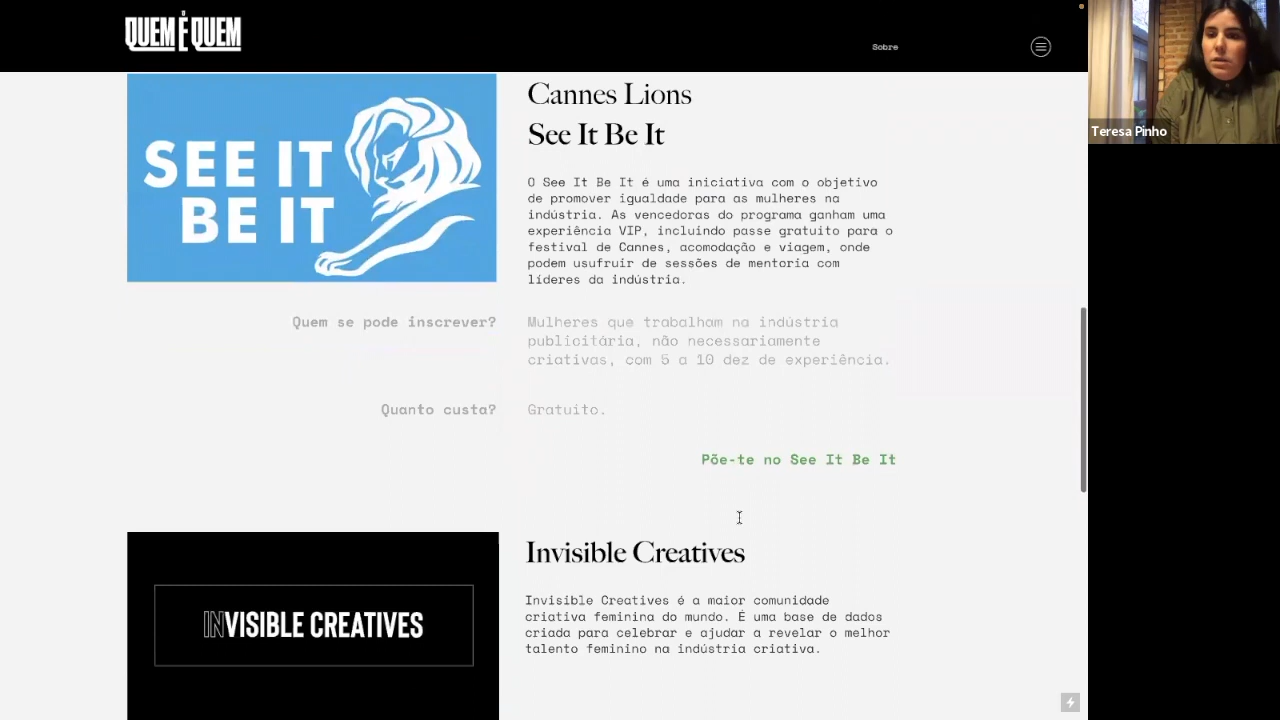 QUEM É QUEM
Sobre
Teresa Pinho
SEE IT
BE IT
Cannes Lions
See It Be It
O See It Be It é uma iniciativa com o objetivo
de promover igualdade para as mulheres na
indústria. As vencedoras do programa ganham uma
experiência VIP, incluindo passe gratuito para o
festival de Cannes, acomodação e viagem, onde
podem usufruir de sessões de mentoria com
líderes da indústria.
Quem se pode inscrever?
Mulheres que trabalham na indústria
publicitária, não necessariamente
criativas, com 5 a 10 dez de experiência.
Quanto custa?
Gratuito.
Põe-te no See It Be It
INVISIBLE CREATIVES
Invisible Creatives
Invisible Creatives é a maior comunidade
criativa feminina do mundo. É uma base de dados
criada para celebrar e ajudar a revelar o melhor
talento feminino na indústria criativa.